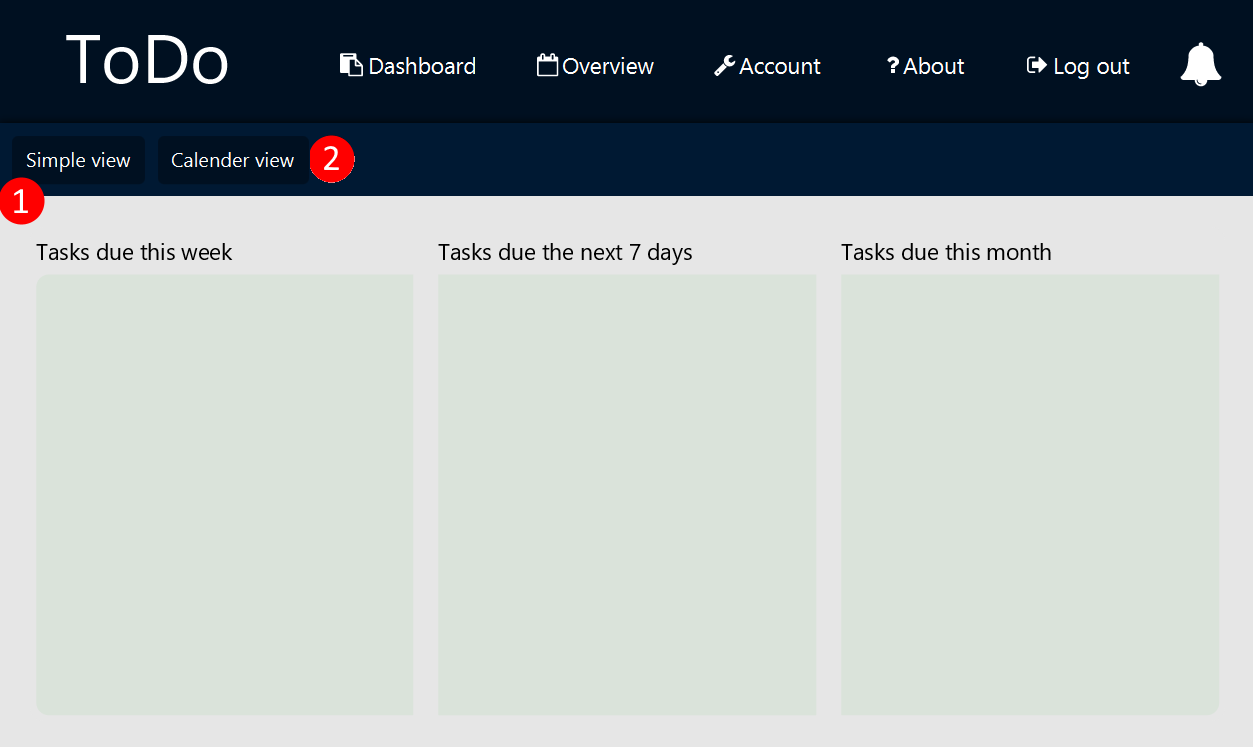 ToDo
Dashboard
Overview
Account
? About
Log out
Simple view
Calender view
2
1
Tasks due this week
Tasks due the next 7 days
Tasks due this month